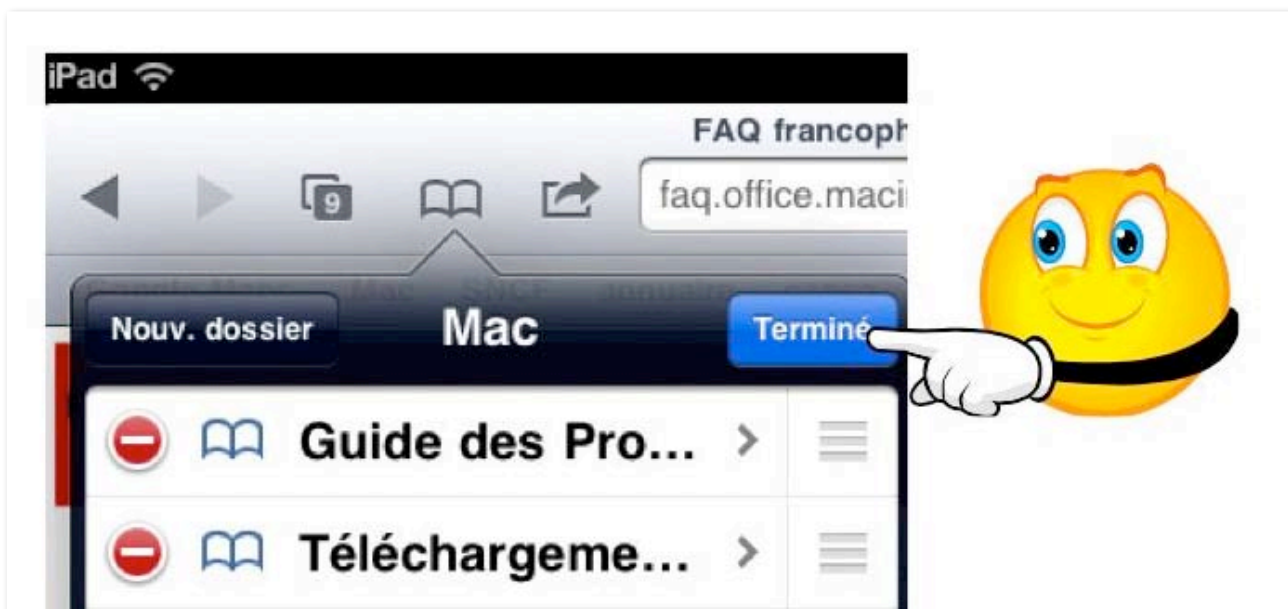 iPad
FAQ francoph
9
faq.office.maci
Nouv. dossier
Mac
Terminé
Guide des Pro...
Téléchargeme...